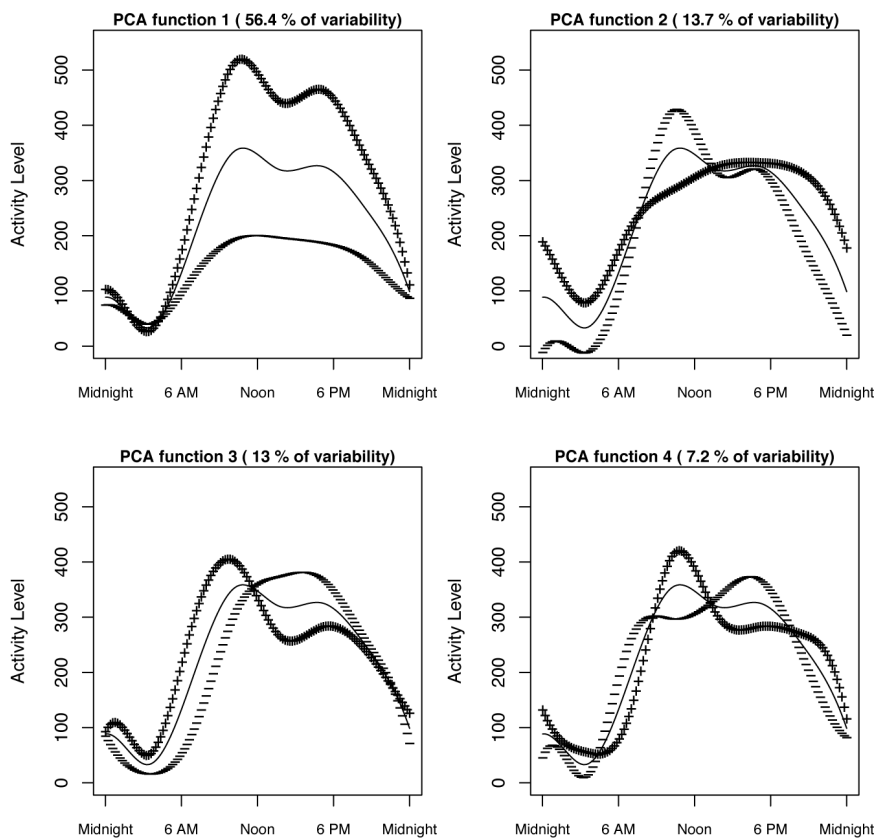 PCA function 1 ( 56.4 % of variability)
Activity Level
500
400
300
200
100
0
Midnight 6 AM Noon 6 PM Midnight
PCA function 2 ( 13.7 % of variability)
Activity Level
500
400
300
200
100
0
Midnight 6 AM Noon 6 PM Midnight
PCA function 3 ( 13 % of variability)
Activity Level
500
400
300
200
100
0
Midnight 6 AM Noon 6 PM Midnight
PCA function 4 ( 7.2 % of variability)
Activity Level
500
400
300
200
100
0
Midnight 6 AM Noon 6 PM Midnight